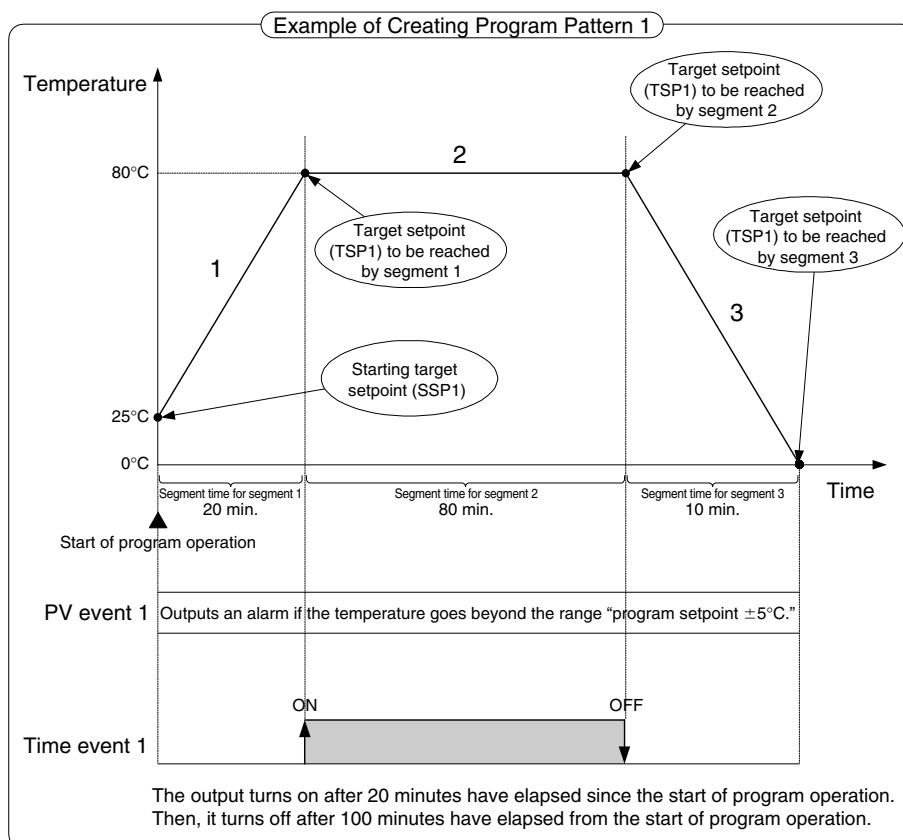 Example of Creating Program Pattern 1
Temperature
Target setpoint
(TSP1) to be reached
by segment 2
2
80°C
Target setpoint
(TSP1) to be reached
by segment 1
Target setpoint
(TSP1) to be reached
by segment 3
1
3
Starting target
setpoint (SSP1)
25°C
0°C
Time
Segment time for segment 1
20 min.
Segment time for segment 2
80 min.
Segment time for segment 3
10 min.
Start of program operation
PV event 1
Outputs an alarm if the temperature goes beyond the range “program setpoint ±5°C.”
ON
OFF
Time event 1
The output turns on after 20 minutes have elapsed since the start of program operation.
Then, it turns off after 100 minutes have elapsed from the start of program operation.